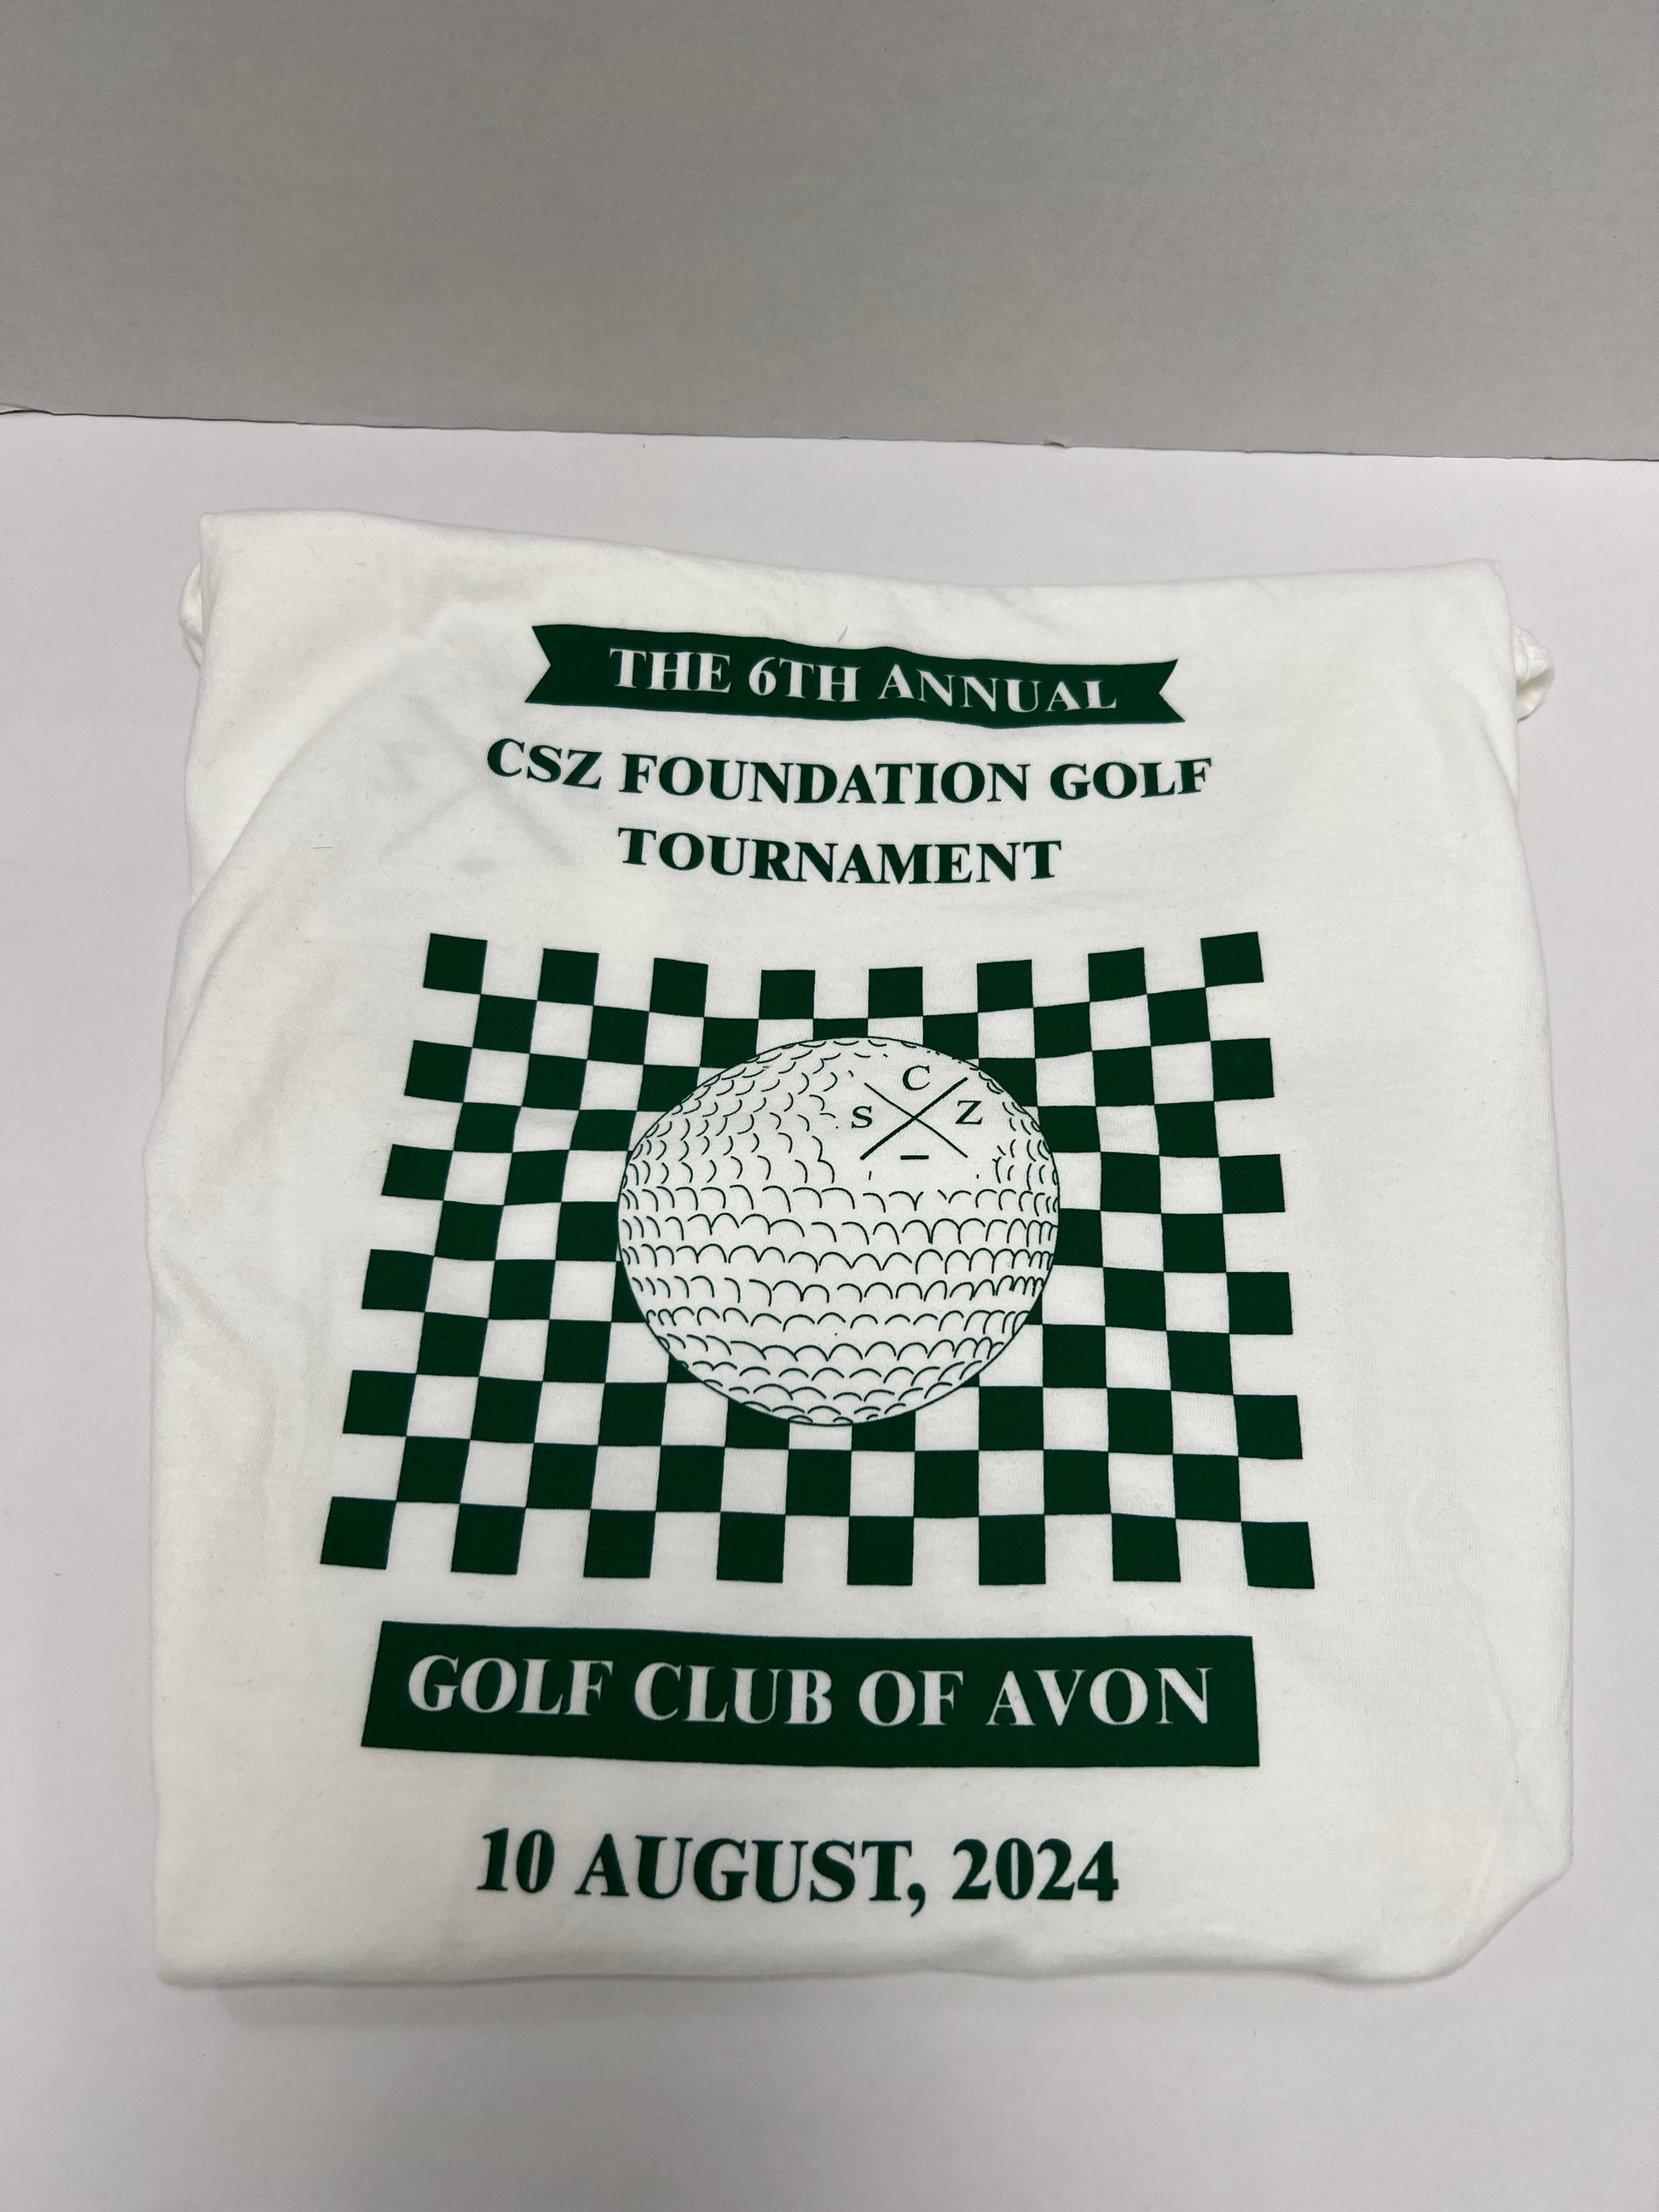 THE 6TH ANNUAL
CSZ FOUNDATION GOLF
TOURNAMENT
C
S Z
GOLF CLUB OF AVON
10 AUGUST, 2024